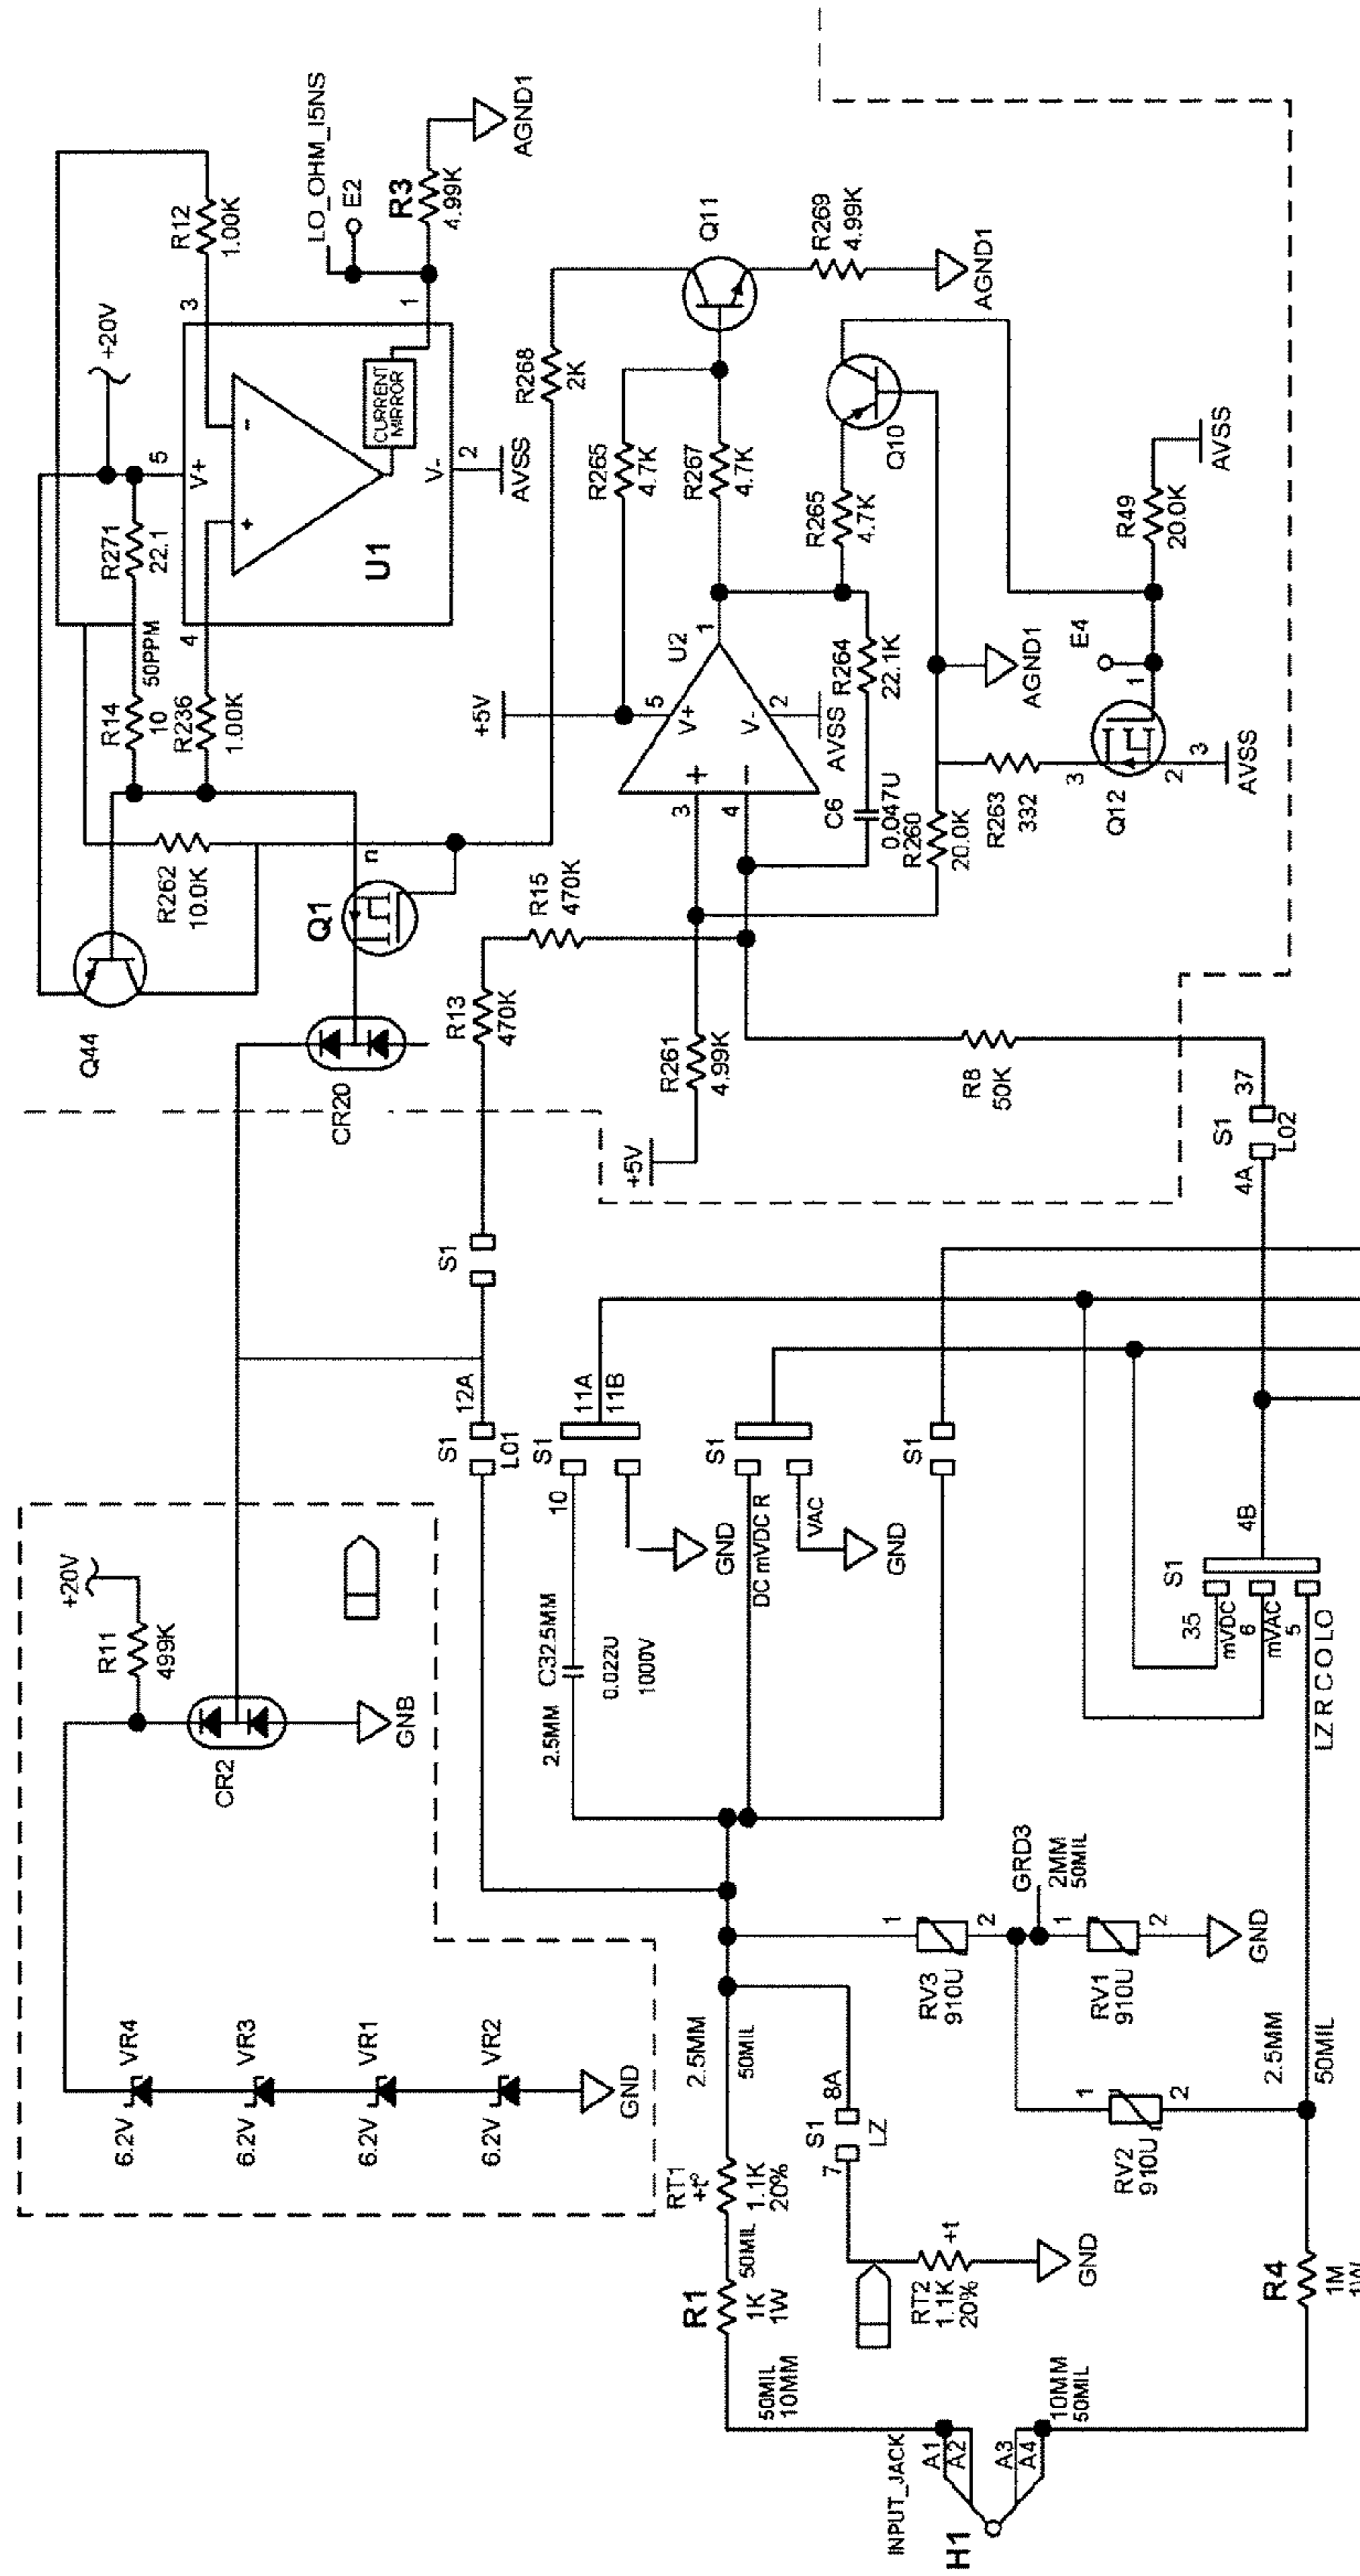 INPUT_JACK
H1
A1
A2
A3
A4
50MIL
10MM
10MM
50MIL
R1
1K
1W
50MIL
RT1
+t°
1.1K
20%
2.5MM
50MIL
S1
7
8A
LZ
RT2
+t
1.1K
20%
GND
R4
1M
1W
RV3
910U
1
2
GRD3
2MM
50MIL
RV1
910U
1
2
GND
RV2
910U
1
2
2.5MM
50MIL
6.2V
VR4
6.2V
VR3
6.2V
VR1
6.2V
VR2
GND
+20V
R11
499K
CR2
GNB
2.5MM
C32.5MM
0.022U
1000V
S1
L01
12A
S1
S1
10
11A
11B
GND
S1
DC mVDC R
VAC
GND
S1
S1
35
mVDC
6
mVAC
5
LZ R C O LO
4B
S1
4A
37
L02
Q44
R262
10.0K
CR20
Q1
n
R13
470K
R15
470K
R14
10
50PPM
R271
22.1
+20V
R236
1.00K
4
+
-
5
V+
3
R12
1.00K
U1
CURRENT
MIRROR
1
V-
2
AVSS
LO_OHM_I5NS
E2
R3
4.99K
AGND1
R268
2K
Q11
R269
4.99K
AGND1
R265
4.7K
R267
4.7K
+5V
5
V+
U2
1
+
3
-
4
V-
2
AVSS
R265
4.7K
Q10
R264
22.1K
C6
0.047U
R260
20.0K
AGND1
R261
4.99K
+5V
R8
50K
R263
332
Q12
3
2
3
1
AVSS
E4
R49
20.0K
AVSS